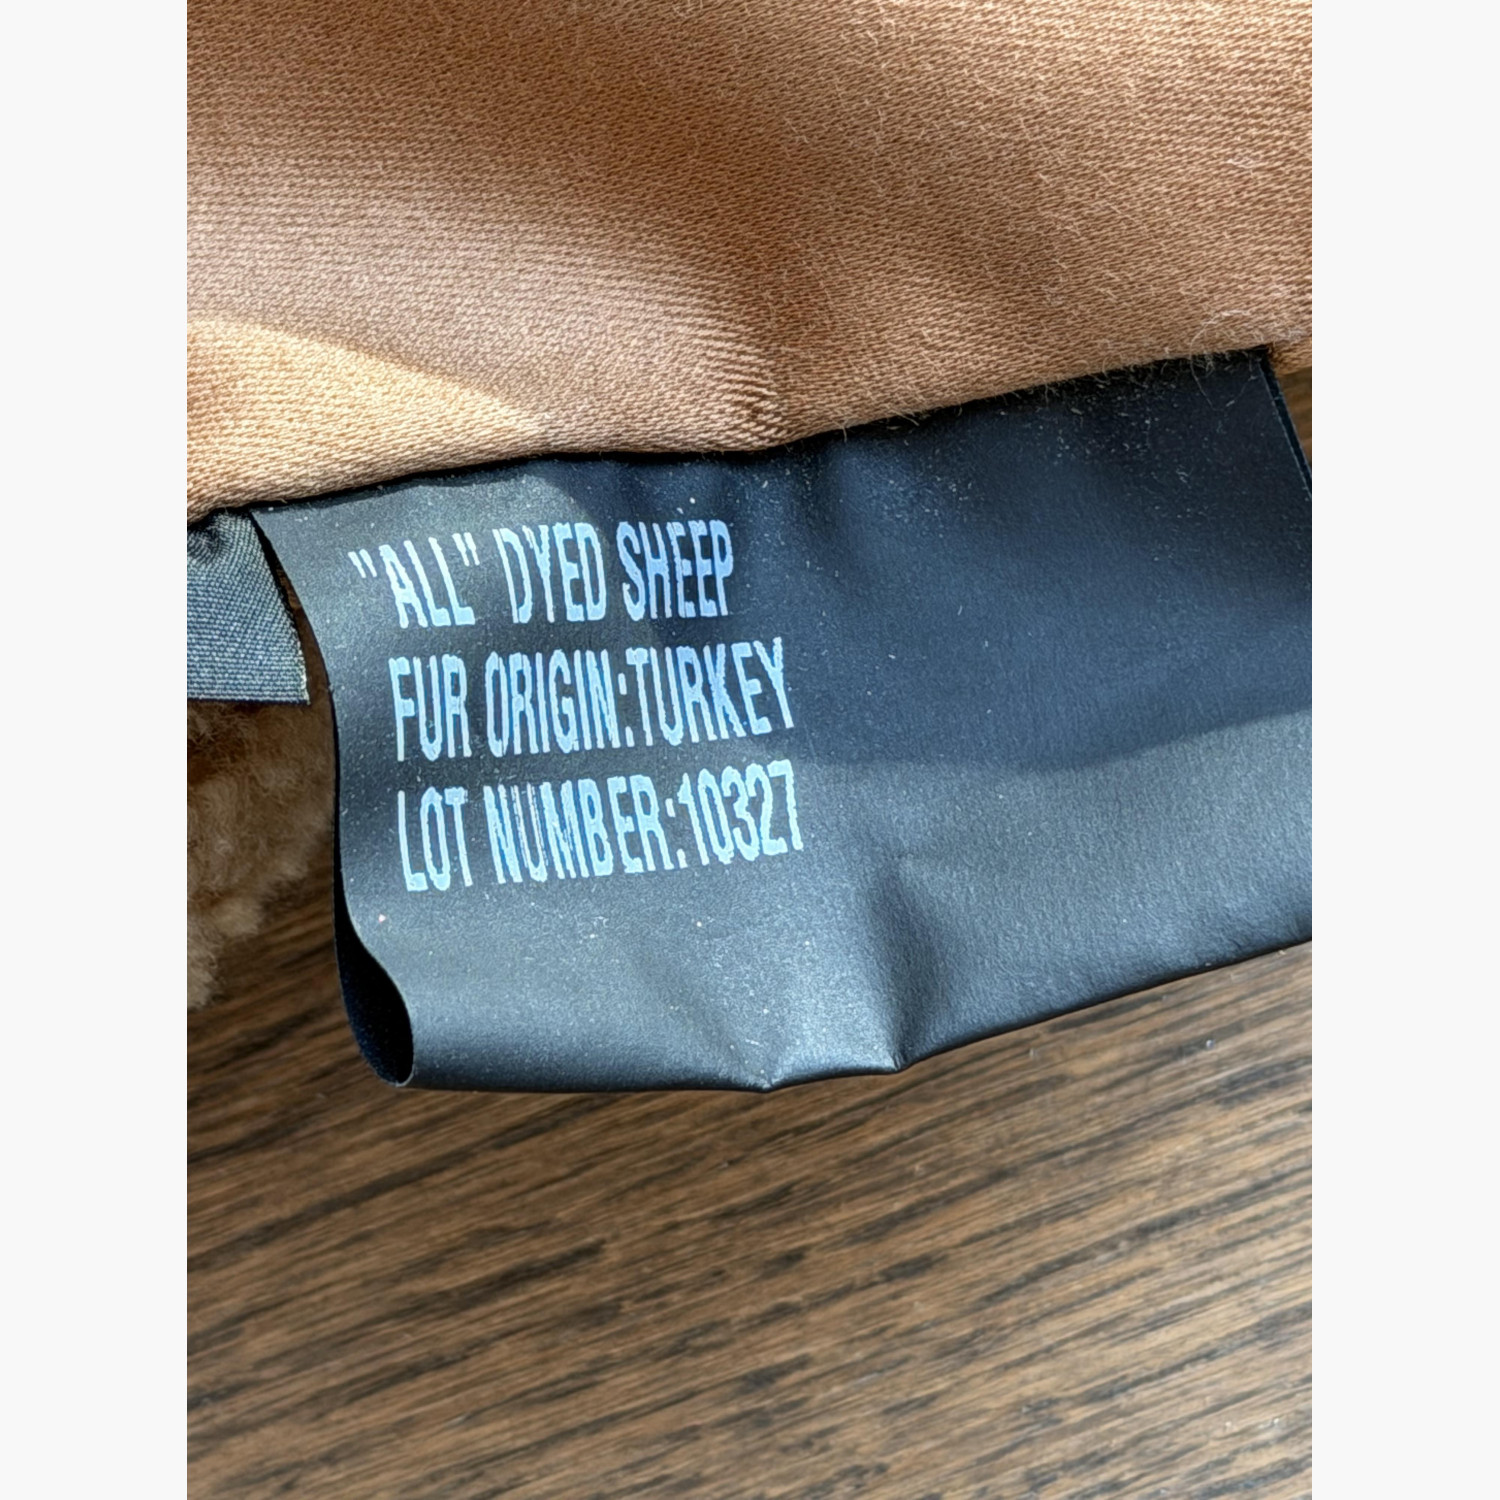 "ALL" DYED SHEEP
FUR ORIGIN:TURKEY
LOT NUMBER:10327